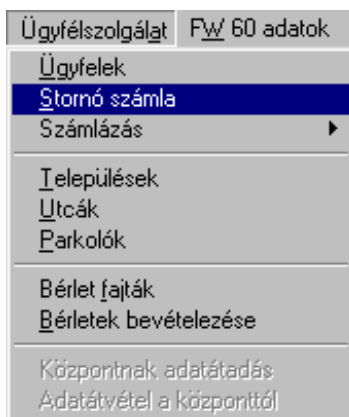 Ügyfélszolgálat FW 60 adatok
Ügyfelek
Stornó számla
Számlázás
Települések
Utcák
Parkolók
Bérlet fajták
Bérletek bevételezése
Központnak adatátadás
Adatátvétel a központtól